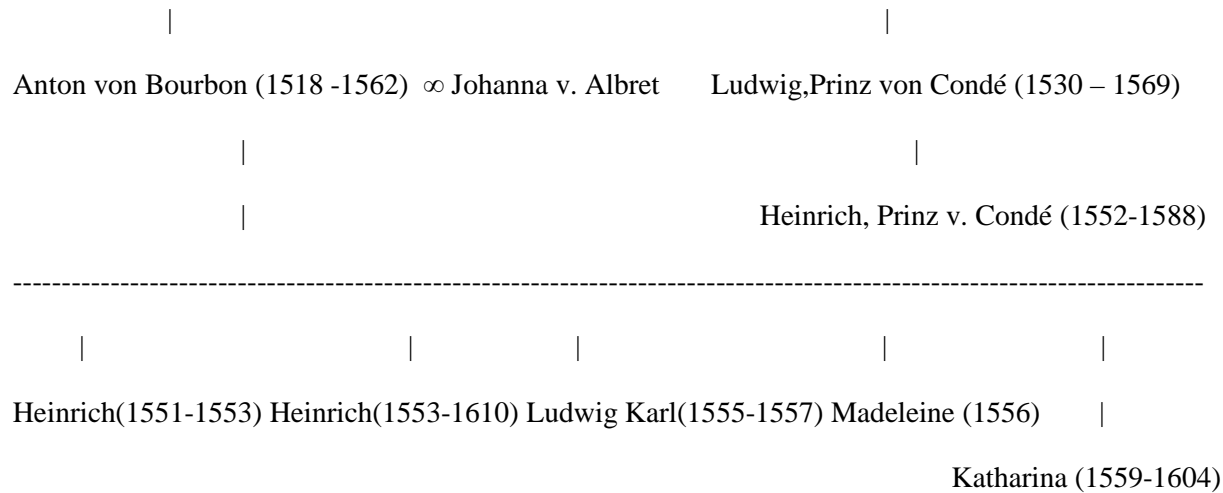 Anton von Bourbon (1518 -1562) ∞ Johanna v. Albret Ludwig,Prinz von Condé (1530 – 1569)
Heinrich, Prinz v. Condé (1552-1588)
Heinrich(1551-1553) Heinrich(1553-1610) Ludwig Karl(1555-1557) Madeleine (1556)
Katharina (1559-1604)